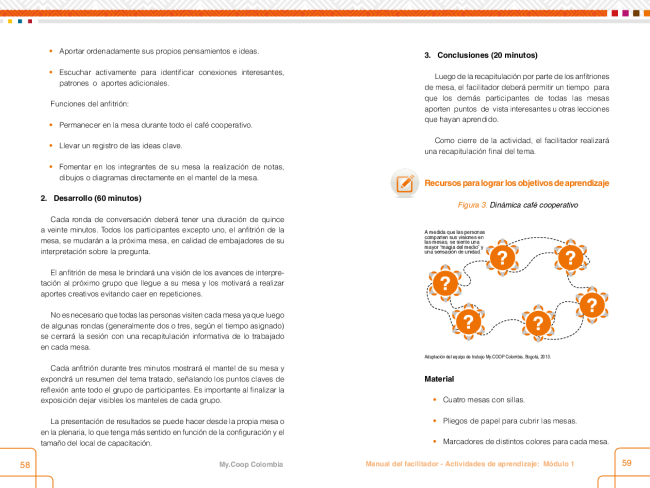 • Aportar ordenadamente sus propios pensamientos e ideas.
• Escuchar activamente para identificar conexiones interesantes,
patrones o aportes adicionales.
Funciones del anfitrión:
• Permanecer en la mesa durante todo el café cooperativo.
• Llevar un registro de las ideas clave.
• Fomentar en los integrantes de su mesa la realización de notas,
dibujos o diagramas directamente en el mantel de la mesa.
2. Desarrollo (60 minutos)
Cada ronda de conversación deberá tener una duración de quince
a veinte minutos. Todos los participantes excepto uno, el anfitrión de la
mesa, se mudarán a la próxima mesa, en calidad de embajadores de su
interpretación sobre la pregunta.
El anfitrión de mesa le brindará una visión de los avances de interpre-
tación al próximo grupo que llegue a su mesa y los motivará a realizar
aportes creativos evitando caer en repeticiones.
No es necesario que todas las personas visiten cada mesa ya que luego
de algunas rondas (generalmente dos o tres, según el tiempo asignado)
se cerrará la sesión con una recapitulación informativa de lo trabajado
en cada mesa.
Cada anfitrión durante tres minutos mostrará el mantel de su mesa y
expondrá un resumen del tema tratado, señalando los puntos claves de
reflexión ante todo el grupo de participantes. Es importante al finalizar la
exposición dejar visibles los manteles de cada grupo.
La presentación de resultados se puede hacer desde la propia mesa o
en la plenaria, lo que tenga más sentido en función de la configuración y el
tamaño del local de capacitación.
58
My.Coop Colombia
3. Conclusiones (20 minutos)
Luego de la recapitulación por parte de los anfitriones
de mesa, el facilitador deberá permitir un tiempo para
que los demás participantes de todas las mesas
aporten puntos de vista interesantes u otras lecciones
que hayan aprendido.
Como cierre de la actividad, el facilitador realizará
una recapitulación final del tema.
Recursos para lograr los objetivos de aprendizaje
Figura 3. Dinámica café cooperativo
A medida que las personas
comparten sus visiones en
las mesas, se siente una
mayor "magia del medio" y
una sensación de unidad.
?
?
?
?
?
?
Adaptación del equipo de trabajo My.COOP Colombia. Bogotá, 2013.
Material
• Cuatro mesas con sillas.
• Pliegos de papel para cubrir las mesas.
• Marcadores de distintos colores para cada mesa.
Manual del facilitador - Actividades de aprendizaje: Módulo 1
59